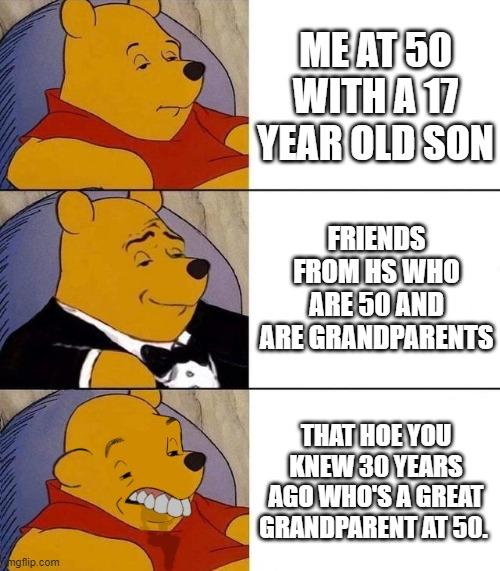 ME AT 50
WITH A 17
YEAR OLD SON
FRIENDS
FROM HS WHO
ARE 50 AND
ARE GRANDPARENTS
THAT HOE YOU
KNEW 30 YEARS
AGO WHO'S A GREAT
GRANDPARENT AT 50.
imgflip.com